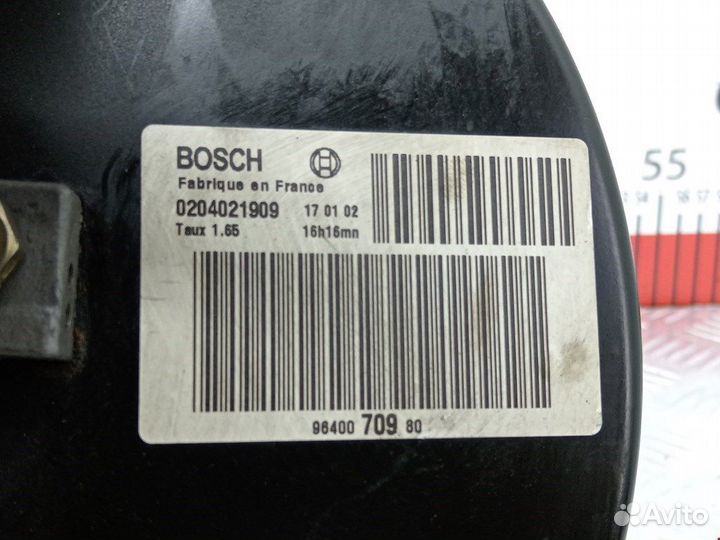 BOSCH
Fabrique en France
0204021909 17 01 02
Taux 1.65 16h16mn
96400 709 80
55
Avito